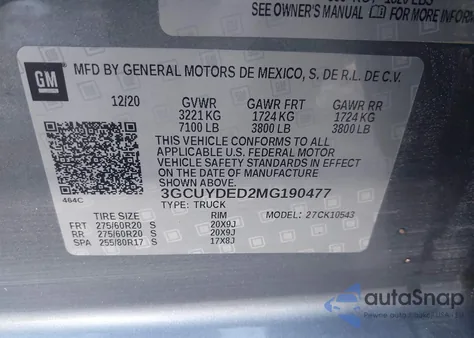 SEE OWNER'S MANUAL FOR MORE INFORMATION
GM
MFD BY GENERAL MOTORS DE MEXICO, S. DE R.L. DE C.V.
12/20 GVWR GAWR FRT GAWR RR
3221 KG 1724 KG 1724 KG
7100 LB 3800 LB 3800 LB
THIS VEHICLE CONFORMS TO ALL
APPLICABLE U.S. FEDERAL MOTOR
VEHICLE SAFETY STANDARDS IN EFFECT
ON THE DATE OF MANUFACTURE SHOWN ABOVE.
3GCUYDED2MG190477
464C TYPE: TRUCK MODEL: 27CK10543
TIRE SIZE RIM
FRT 275/60R20 S 20X9J
RR 275/60R20 S 20X9J
SPA 255/80R17 S 17X8J
autoSnap